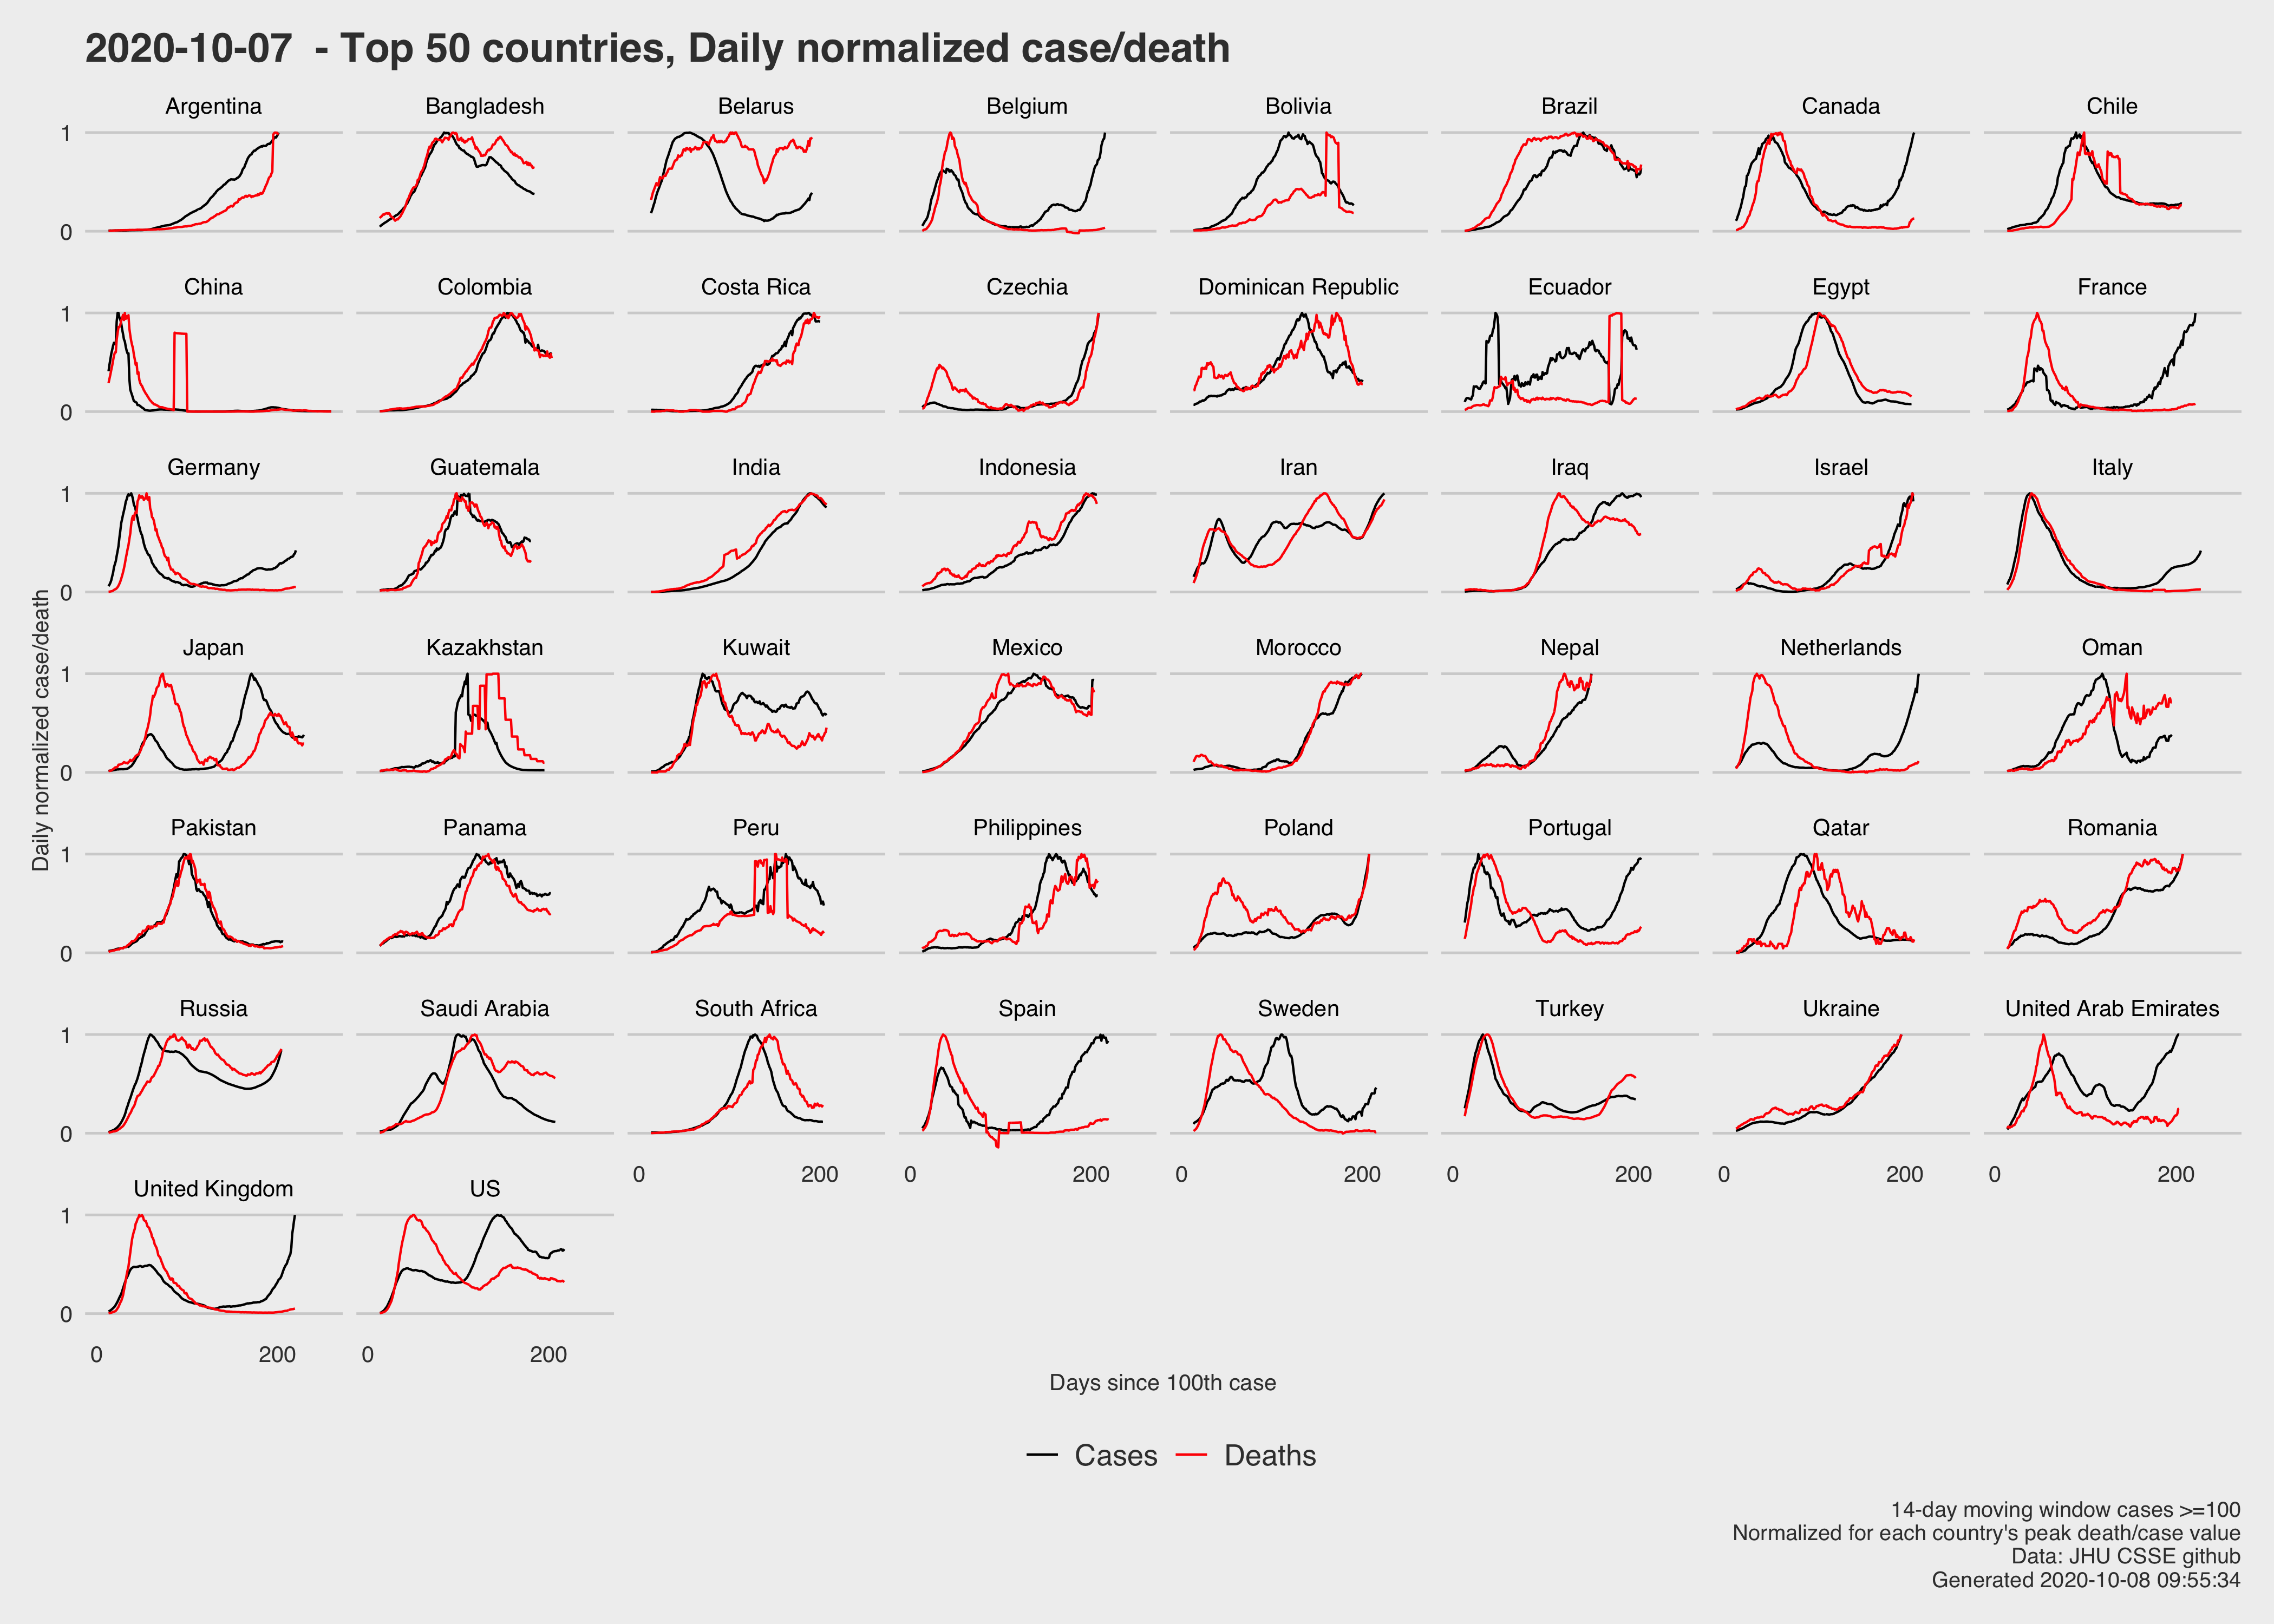 2020-10-07  - Top 50 countries, Daily normalized case/death
Argentina Bangladesh Belarus Belgium Bolivia Brazil Canada Chile
1
0
China Colombia Costa Rica Czechia Dominican Republic Ecuador Egypt France
1
0
Germany Guatemala India Indonesia Iran Iraq Israel Italy
1
0
Daily normalized case/death
Japan Kazakhstan Kuwait Mexico Morocco Nepal Netherlands Oman
1
0
Pakistan Panama Peru Philippines Poland Portugal Qatar Romania
1
0
Russia Saudi Arabia South Africa Spain Sweden Turkey Ukraine United Arab Emirates
1
0
0 200 0 200 0 200 0 200 0 200 0 200
United Kingdom US
1
0
0 200 0 200
Days since 100th case
Cases Deaths
14-day moving window cases >=100
Normalized for each country's peak death/case value
Data: JHU CSSE github
Generated 2020-10-08 09:55:34